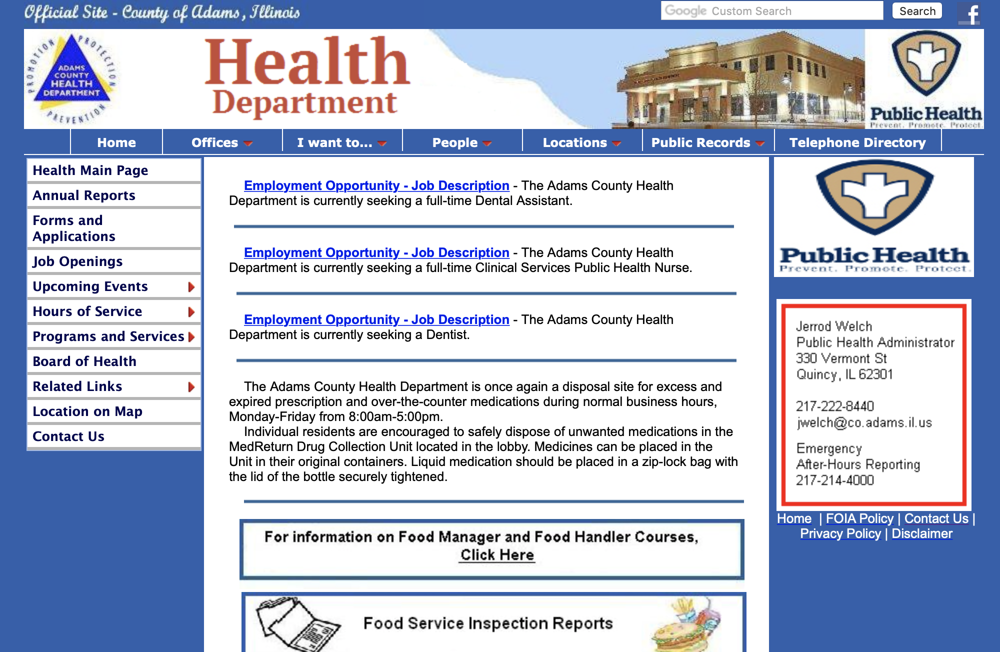 Official Site - County of Adams, Illinois
Google Custom Search
Search
f
PROMOTION PROTECTION PREVENTION
ADAMS
COUNTY
HEALTH
DEPARTMENT
Health
Department
Public Health
Prevent. Promote. Protect.
Home
Offices
I want to...
People
Locations
Public Records
Telephone Directory
Health Main Page
Annual Reports
Forms and
Applications
Job Openings
Upcoming Events
Hours of Service
Programs and Services
Board of Health
Related Links
Location on Map
Contact Us
Employment Opportunity - Job Description - The Adams County Health
Department is currently seeking a full-time Dental Assistant.
Employment Opportunity - Job Description - The Adams County Health
Department is currently seeking a full-time Clinical Services Public Health Nurse.
Employment Opportunity - Job Description - The Adams County Health
Department is currently seeking a Dentist.
The Adams County Health Department is once again a disposal site for excess and
expired prescription and over-the-counter medications during normal business hours,
Monday-Friday from 8:00am-5:00pm.
Individual residents are encouraged to safely dispose of unwanted medications in the
MedReturn Drug Collection Unit located in the lobby. Medicines can be placed in the
Unit in their original containers. Liquid medication should be placed in a zip-lock bag with
the lid of the bottle securely tightened.
For information on Food Manager and Food Handler Courses,
Click Here
Food Service Inspection Reports
Public Health
Prevent. Promote. Protect.
Jerrod Welch
Public Health Administrator
330 Vermont St
Quincy, IL 62301
217-222-8440
jwelch@co.adams.il.us
Emergency
After-Hours Reporting
217-214-4000
Home | FOIA Policy | Contact Us |
Privacy Policy | Disclaimer